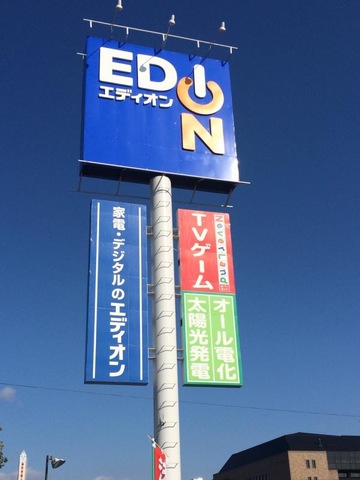 EDION
エディオン
家電・デジタルのエディオン
NeverLand
TVゲーム
オール電化
太陽光発電